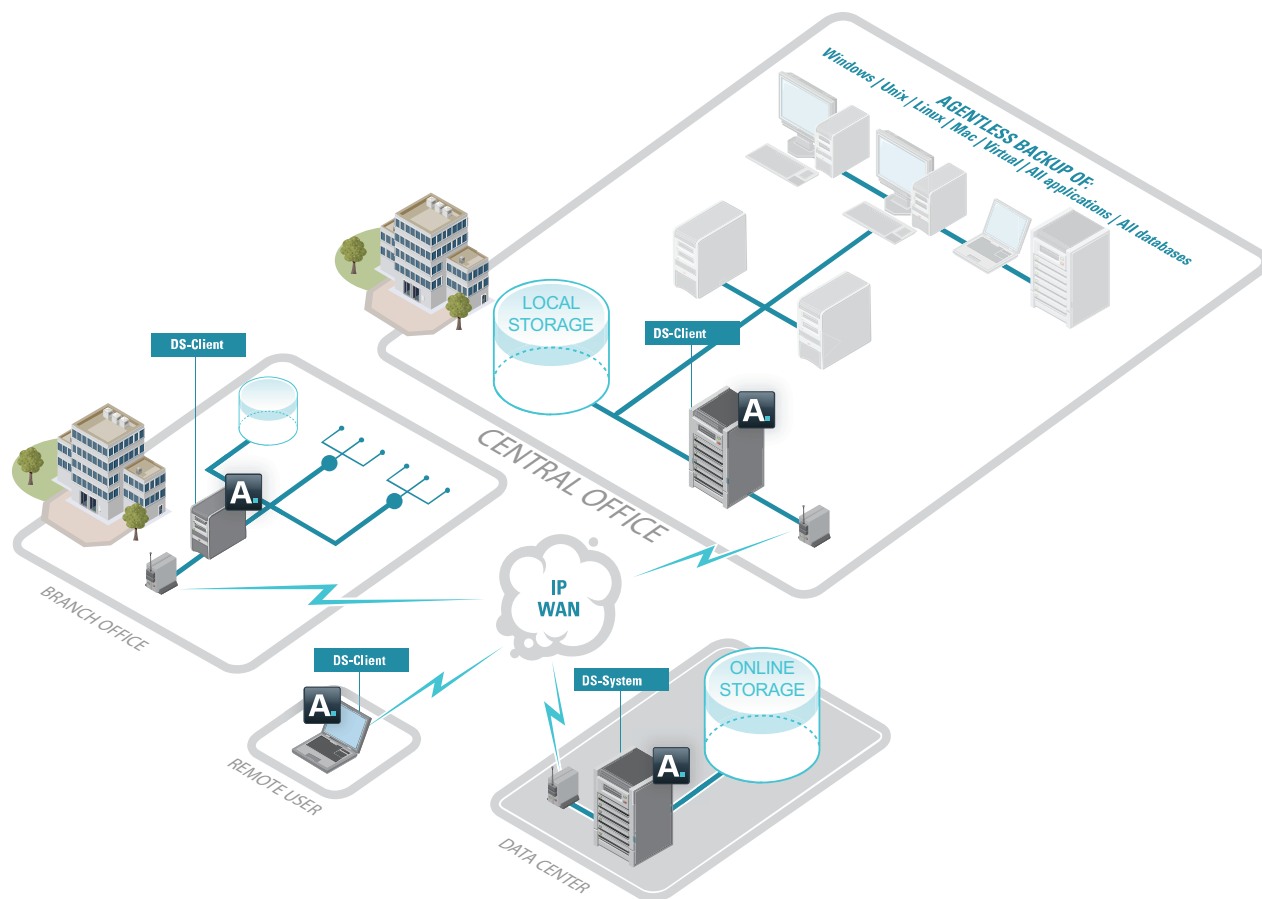 Windows | Unix | Linux | Mac | Virtual | All applications | All databases
AGENTLESS BACKUP OF:
LOCAL
STORAGE
DS-Client
A.
CENTRAL OFFICE
DS-Client
A.
BRANCH OFFICE
IP
WAN
DS-Client
A.
REMOTE USER
DS-System
A.
ONLINE
STORAGE
DATA CENTER